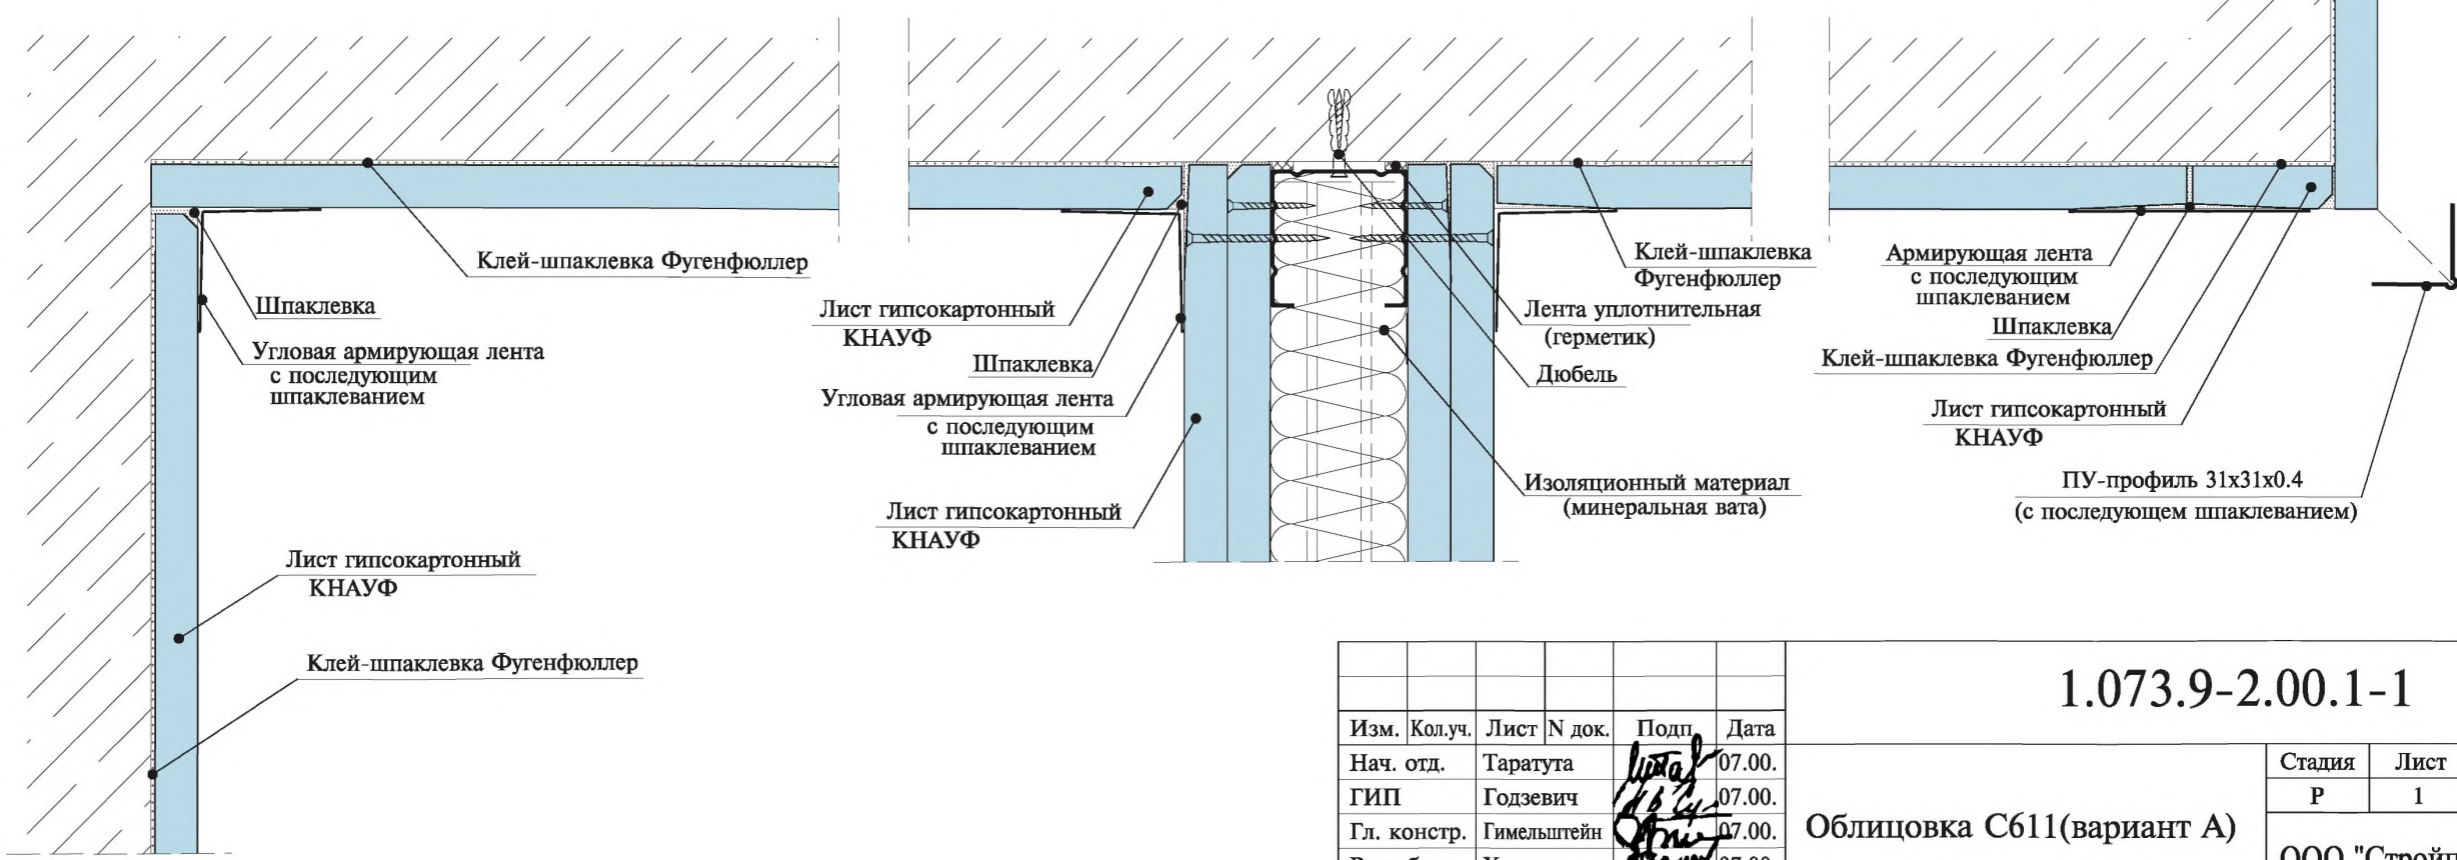 Клей-шпаклевка Фугенфюллер
Шпаклевка
Угловая армирующая лента
с последующим
шпаклеванием
Лист гипсокартонный
КНАУФ
Клей-шпаклевка Фугенфюллер
Лист гипсокартонный
КНАУФ
Шпаклевка
Угловая армирующая лента
с последующим
шпаклеванием
Лист гипсокартонный
КНАУФ
Клей-шпаклевка
Фугенфюллер
Лента уплотнительная
(герметик)
Дюбель
Изоляционный материал
(минеральная вата)
Армирующая лента
с последующим
шпаклеванием
Шпаклевка
Клей-шпаклевка Фугенфюллер
Лист гипсокартонный
КНАУФ
ПУ-профиль 31х31х0.4
(с последующем шпаклеванием)
1.073.9-2.00.1-1
Изм. Кол.уч. Лист N док. Подп. Дата
Нач. отд. Таратута 07.00.
ГИП Годзевич 07.00.
Гл. констр. Гимельштейн 07.00.
07.00.
Облицовка С611(вариант А)
Стадия Лист
Р 1
ООО